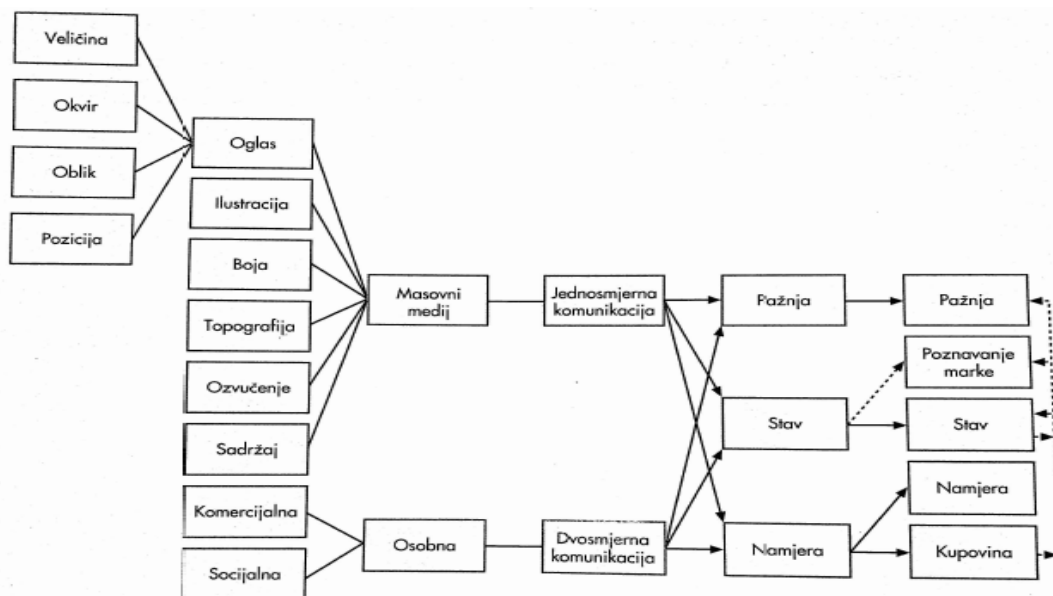 Veličina
Okvir
Oblik
Pozicija
Oglas
Ilustracija
Boja
Topografija
Ozvučenje
Sadržaj
Komercijalna
Socijalna
Masovni
medij
Osobna
Jednosmjerna
komunikacija
Dvosmjerna
komunikacija
Pažnja
Stav
Namjera
Pažnja
Poznavanje
marke
Stav
Namjera
Kupovina